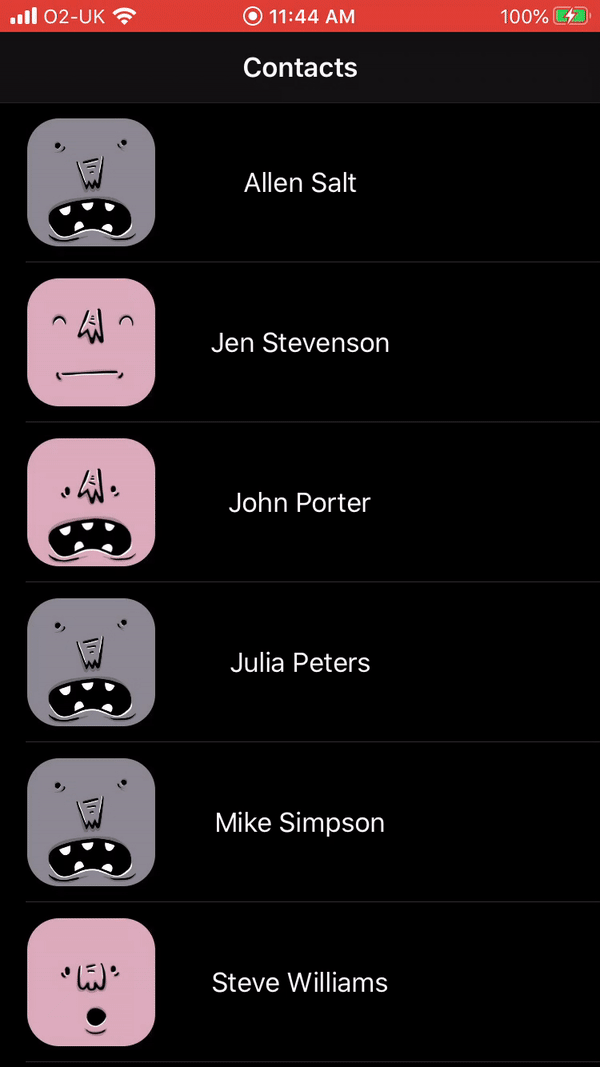 O2-UK 11:44 AM 100%
Contacts
Allen Salt
Jen Stevenson
John Porter
Julia Peters
Mike Simpson
Steve Williams